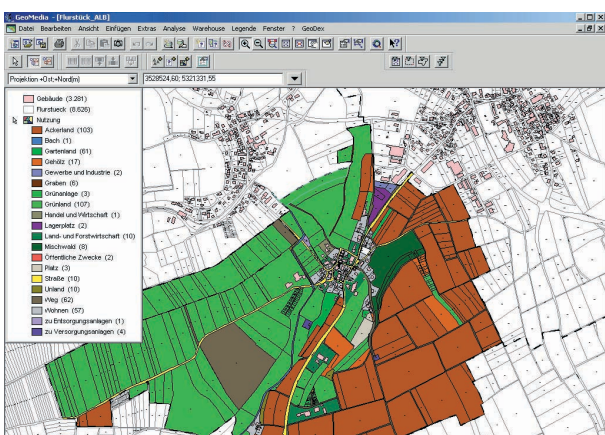 GeoMedia - [Flurstück_ALB]
Datei Bearbeiten Ansicht Einfügen Extras Analyse Warehouse Legende Fenster ? GeoDex
Projektion +Ost;+Nord(m)
3528524,60; 5321331,55
Gebäude (3.281)
Flurstueck (8.626)
Nutzung
Ackerland (103)
Bach (1)
Gartenland (61)
Gehölz (17)
Gewerbe und Industrie (2)
Graben (6)
Grünanlage (3)
Grünland (107)
Handel und Wirtschaft (1)
Lagerplatz (2)
Land- und Forstwirtschaft (10)
Mischwald (8)
Öffentliche Zwecke (2)
Platz (3)
Straße (10)
Unland (10)
Weg (62)
Wohnen (57)
zu Entsorgungsanlagen (1)
zu Versorgungsanlagen (4)